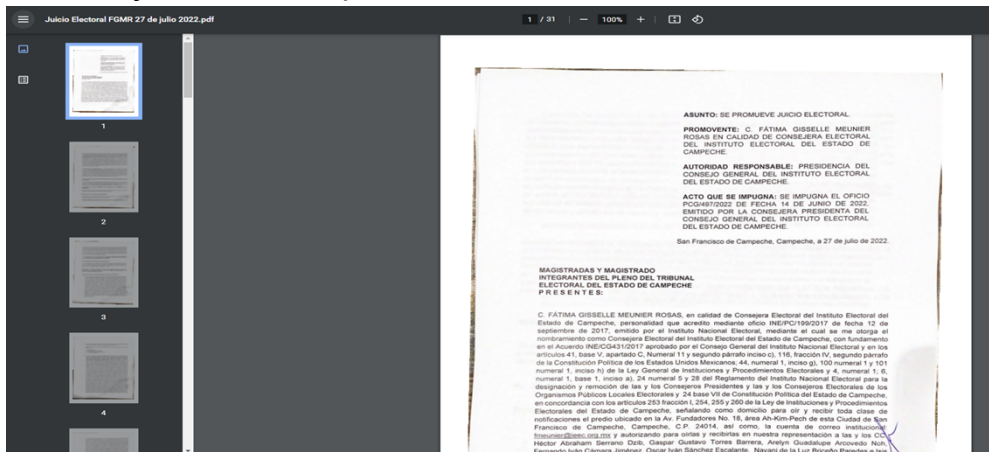 Juicio Electoral FGMR 27 de julio 2022.pdf
1 / 31
100%
1
2
3
4
ASUNTO: SE PROMUEVE JUICIO ELECTORAL.
PROMOVENTE: C. FÁTIMA GISSELLE MEUNIER
ROSAS EN CALIDAD DE CONSEJERA ELECTORAL
DEL INSTITUTO ELECTORAL DEL ESTADO DE
CAMPECHE.
AUTORIDAD RESPONSABLE: PRESIDENCIA DEL
CONSEJO GENERAL DEL INSTITUTO ELECTORAL
DEL ESTADO DE CAMPECHE.
ACTO QUE SE IMPUGNA: SE IMPUGNA EL OFICIO
PCG/497/2022 DE FECHA 14 DE JUNIO DE 2022,
EMITIDO POR LA CONSEJERA PRESIDENTA DEL
CONSEJO GENERAL DEL INSTITUTO ELECTORAL
DEL ESTADO DE CAMPECHE.
San Francisco de Campeche, Campeche, a 27 de julio de 2022.
MAGISTRADAS Y MAGISTRADO
INTEGRANTES DEL PLENO DEL TRIBUNAL
ELECTORAL DEL ESTADO DE CAMPECHE
P R E S E N T E S:
C. FÁTIMA GISSELLE MEUNIER ROSAS, en calidad de Consejera Electoral del Instituto Electoral del
Estado de Campeche, personalidad que acredito mediante oficio INE/PC/199/2017 de fecha 12 de
septiembre de 2017, emitido por el Instituto Nacional Electoral, mediante el cual se me otorga el
nombramiento como Consejera Electoral del Instituto Electoral del Estado de Campeche, con fundamento
en el Acuerdo INE/CG431/2017 aprobado por el Consejo General del Instituto Nacional Electoral y en los
artículos 41, base V, apartado C, Numeral 11 y segundo párrafo inciso c), 116, fracción IV, segundo párrafo
de la Constitución Política de los Estados Unidos Mexicanos; 44, numeral 1, inciso g), 100 numeral 1 y 101
numeral 1, inciso h) de la Ley General de Instituciones y Procedimientos Electorales y 4, numeral 1; 6,
numeral 1, base 1, inciso a), 24 numeral 5 y 28 del Reglamento del Instituto Nacional Electoral para la
designación y remoción de las y los Consejeros Presidentes y las y los Consejeros Electorales de los
Organismos Públicos Locales Electorales y 24 base VII de Constitución Política del Estado de Campeche,
en concordancia con los artículos 253 fracción I, 254, 255 y 260 de la Ley de Instituciones y Procedimientos
Electorales del Estado de Campeche, señalando como domicilio para oír y recibir toda clase de
notificaciones el predio ubicado en la Av. Fundadores No. 18, área Ah-Kim-Pech de esta Ciudad de San
Francisco de Campeche, Campeche, C.P. 24014, así como, la cuenta de correo institucional:
fmeunier@ieec.org.mx y autorizando para oírlas y recibirlas en nuestra representación a las y los CC.
Héctor Abraham Serrano Dzib, Gaspar Gustavo Torres Barrera, Arelyn Guadalupe Arcovedo Noh,
Fernando Iván Cámara Jiménez, Oscar Iván Sánchez Escalante, Nayani de la Luz Briceño Paredes e